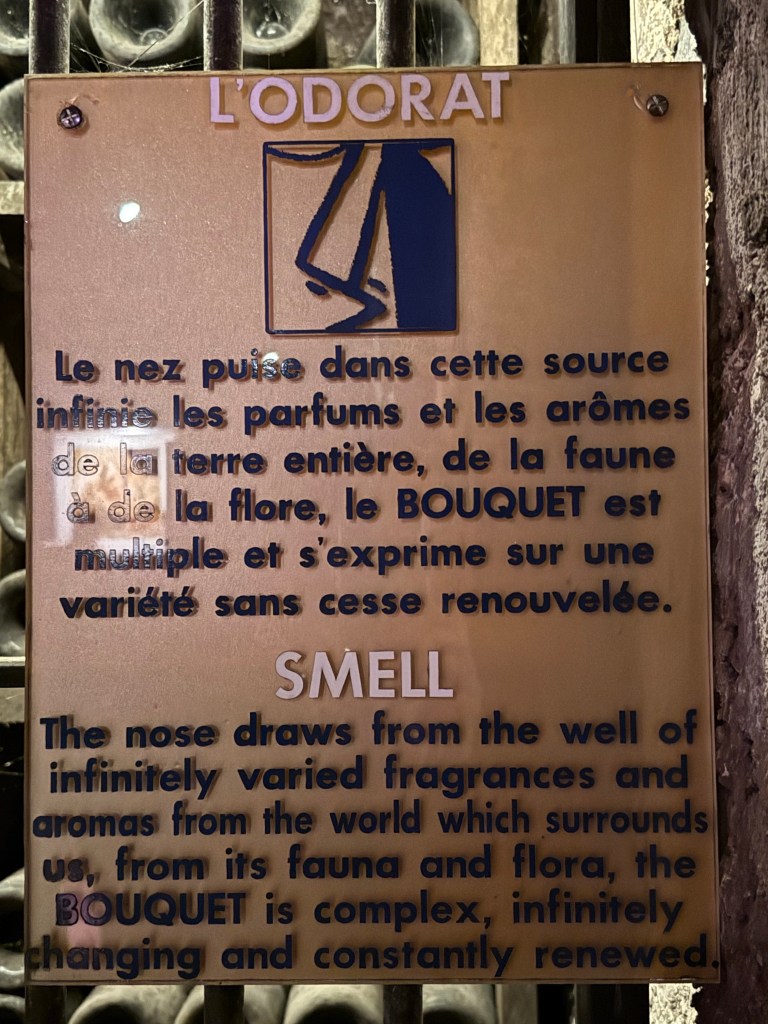 L'ODORAT
Le nez puise dans cette source
infinie les parfums et les arômes
de la terre entière, de la faune
à de la flore, le BOUQUET est
multiple et s'exprime sur une
variété sans cesse renouvelée.
SMELL
The nose draws from the well of
infinitely varied fragrances and
aromas from the world which surrounds
us, from its fauna and flora, the
BOUQUET is complex, infinitely
changing and constantly renewed.